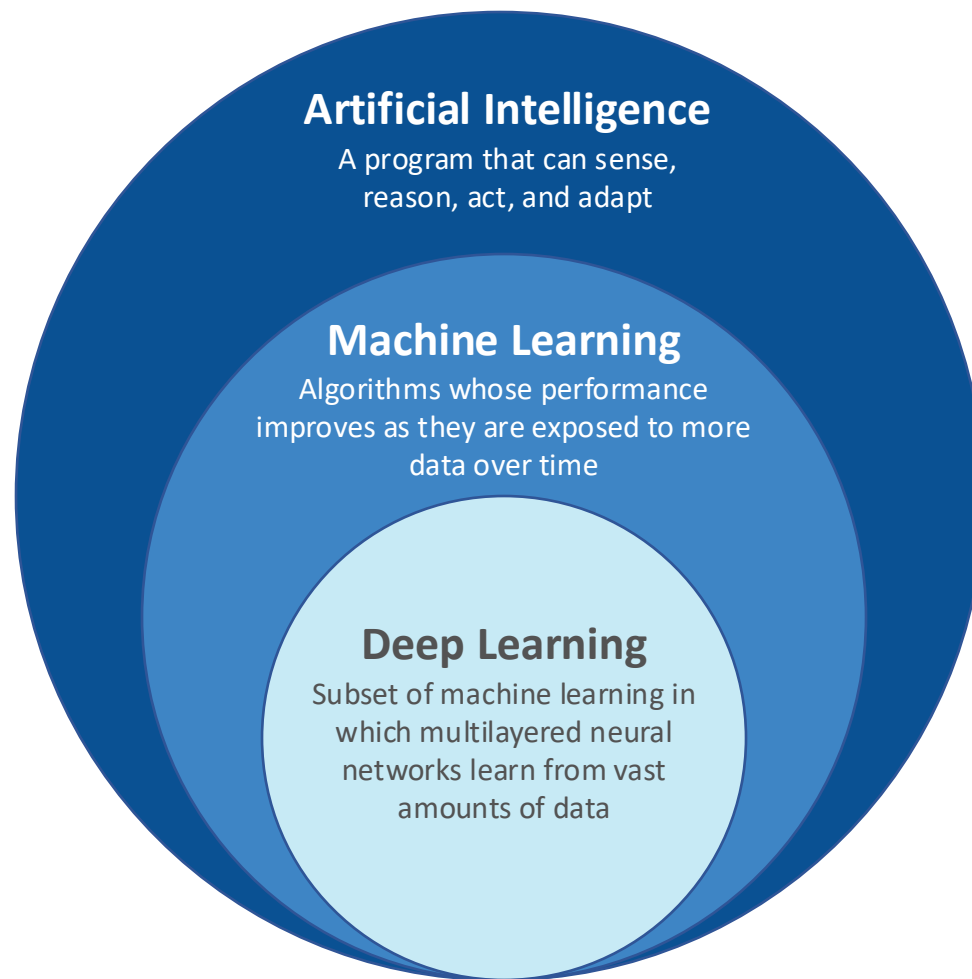 Artificial Intelligence
A program that can sense,
reason, act, and adapt
Machine Learning
Algorithms whose performance
improves as they are exposed to more
data over time
Deep Learning
Subset of machine learning in
which multilayered neural
networks learn from vast
amounts of data